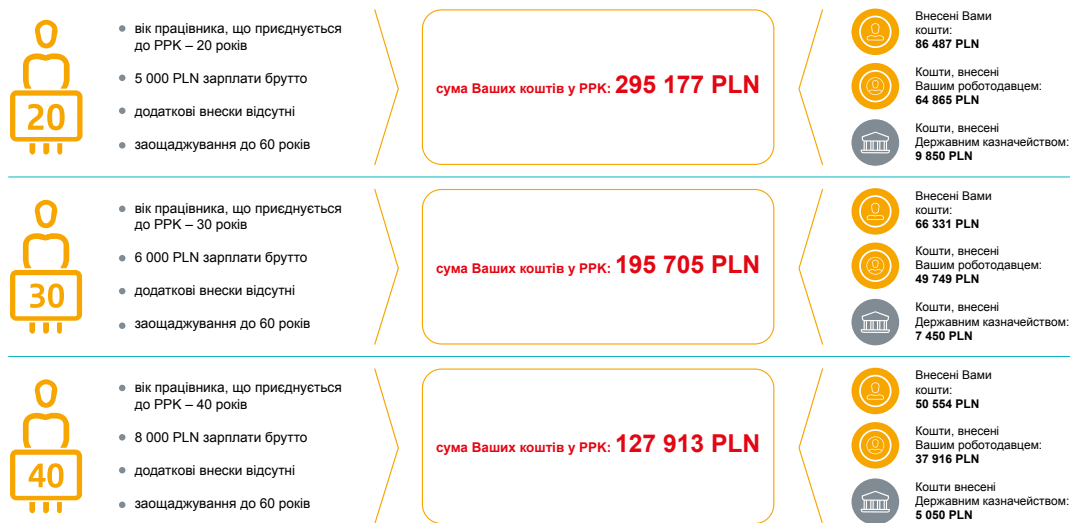 20
вік працівника, що приєднується
до PPK – 20 років
5 000 PLN зарплати брутто
додаткові внески відсутні
заощаджування до 60 років
сума Ваших коштів у PPK: 295 177 PLN
Внесені Вами
кошти:
86 487 PLN
Кошти, внесені
Вашим роботодавцем:
64 865 PLN
Кошти, внесені
Державним казначейством:
9 850 PLN
30
вік працівника, що приєднується
до PPK – 30 років
6 000 PLN зарплати брутто
додаткові внески відсутні
заощаджування до 60 років
сума Ваших коштів у PPK: 195 705 PLN
Внесені Вами
кошти:
66 331 PLN
Кошти, внесені
Вашим роботодавцем:
49 749 PLN
Кошти, внесені
Державним казначейством:
7 450 PLN
40
вік працівника, що приєднується
до PPK – 40 років
8 000 PLN зарплати брутто
додаткові внески відсутні
заощаджування до 60 років
сума Ваших коштів у PPK: 127 913 PLN
Внесені Вами
кошти:
50 554 PLN
Кошти, внесені
Вашим роботодавцем:
37 916 PLN
Кошти внесені
Державним казначейством:
5 050 PLN